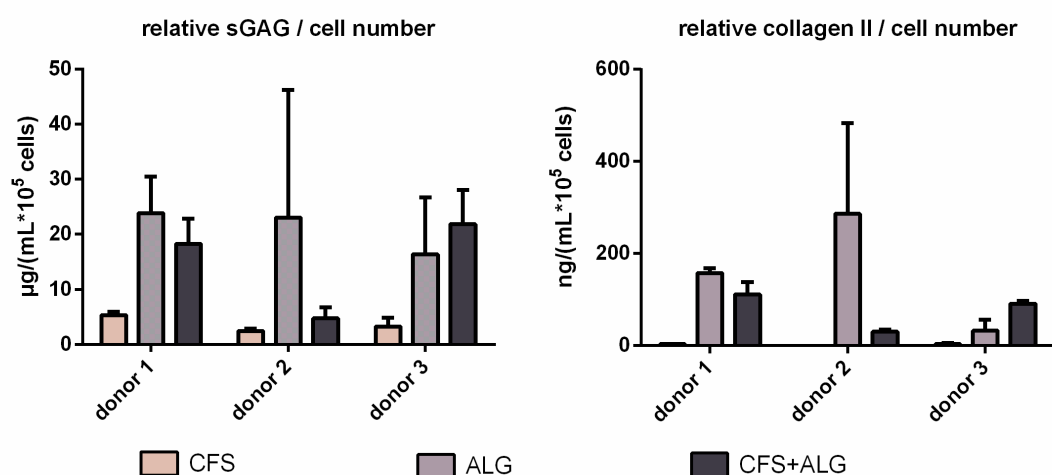 relative sGAG / cell number
µg/(mL*10⁵ cells)
50
40
30
20
10
0
donor 1
donor 2
donor 3
relative collagen II / cell number
ng/(mL*10⁵ cells)
600
400
200
0
donor 1
donor 2
donor 3
CFS
ALG
CFS+ALG